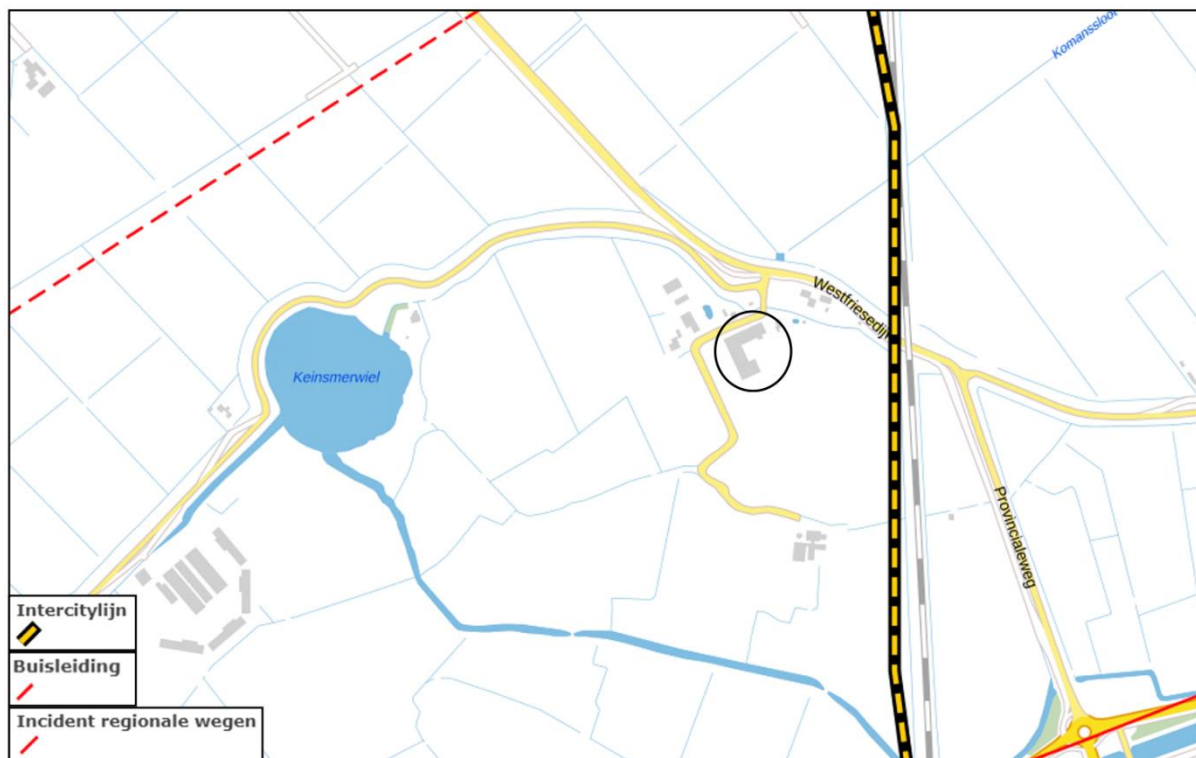 Komanssloot
Westfriesedijk
Keinsmerwiel
Provincialeweg
Intercitylijn
Buisleiding
Incident regionale wegen